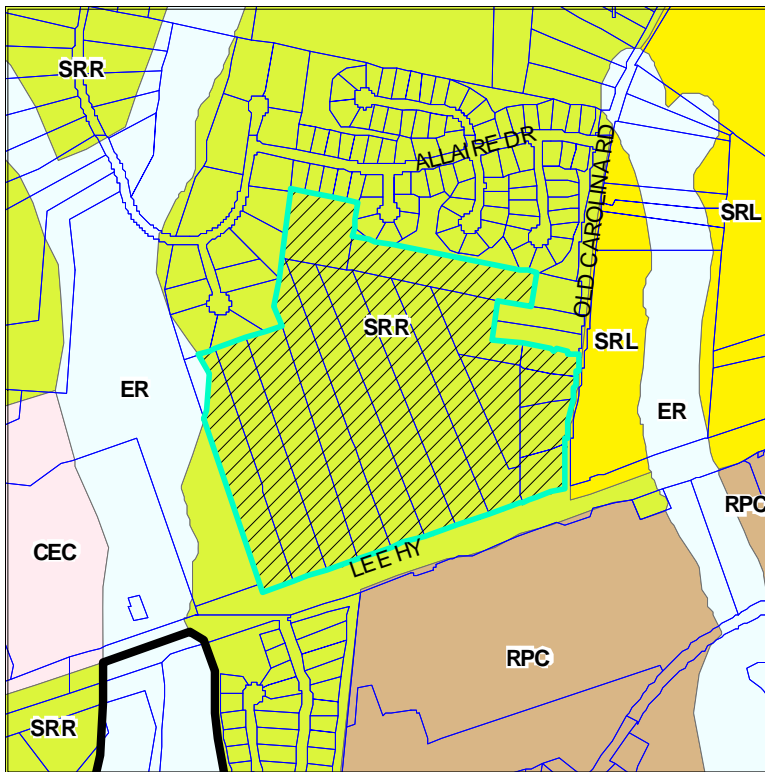 SRR
ALLAIRE DR
OLD CAROLINA RD
SRL
SRR
SRL
ER
ER
RPC
CEC
LEE HY
RPC
SRR